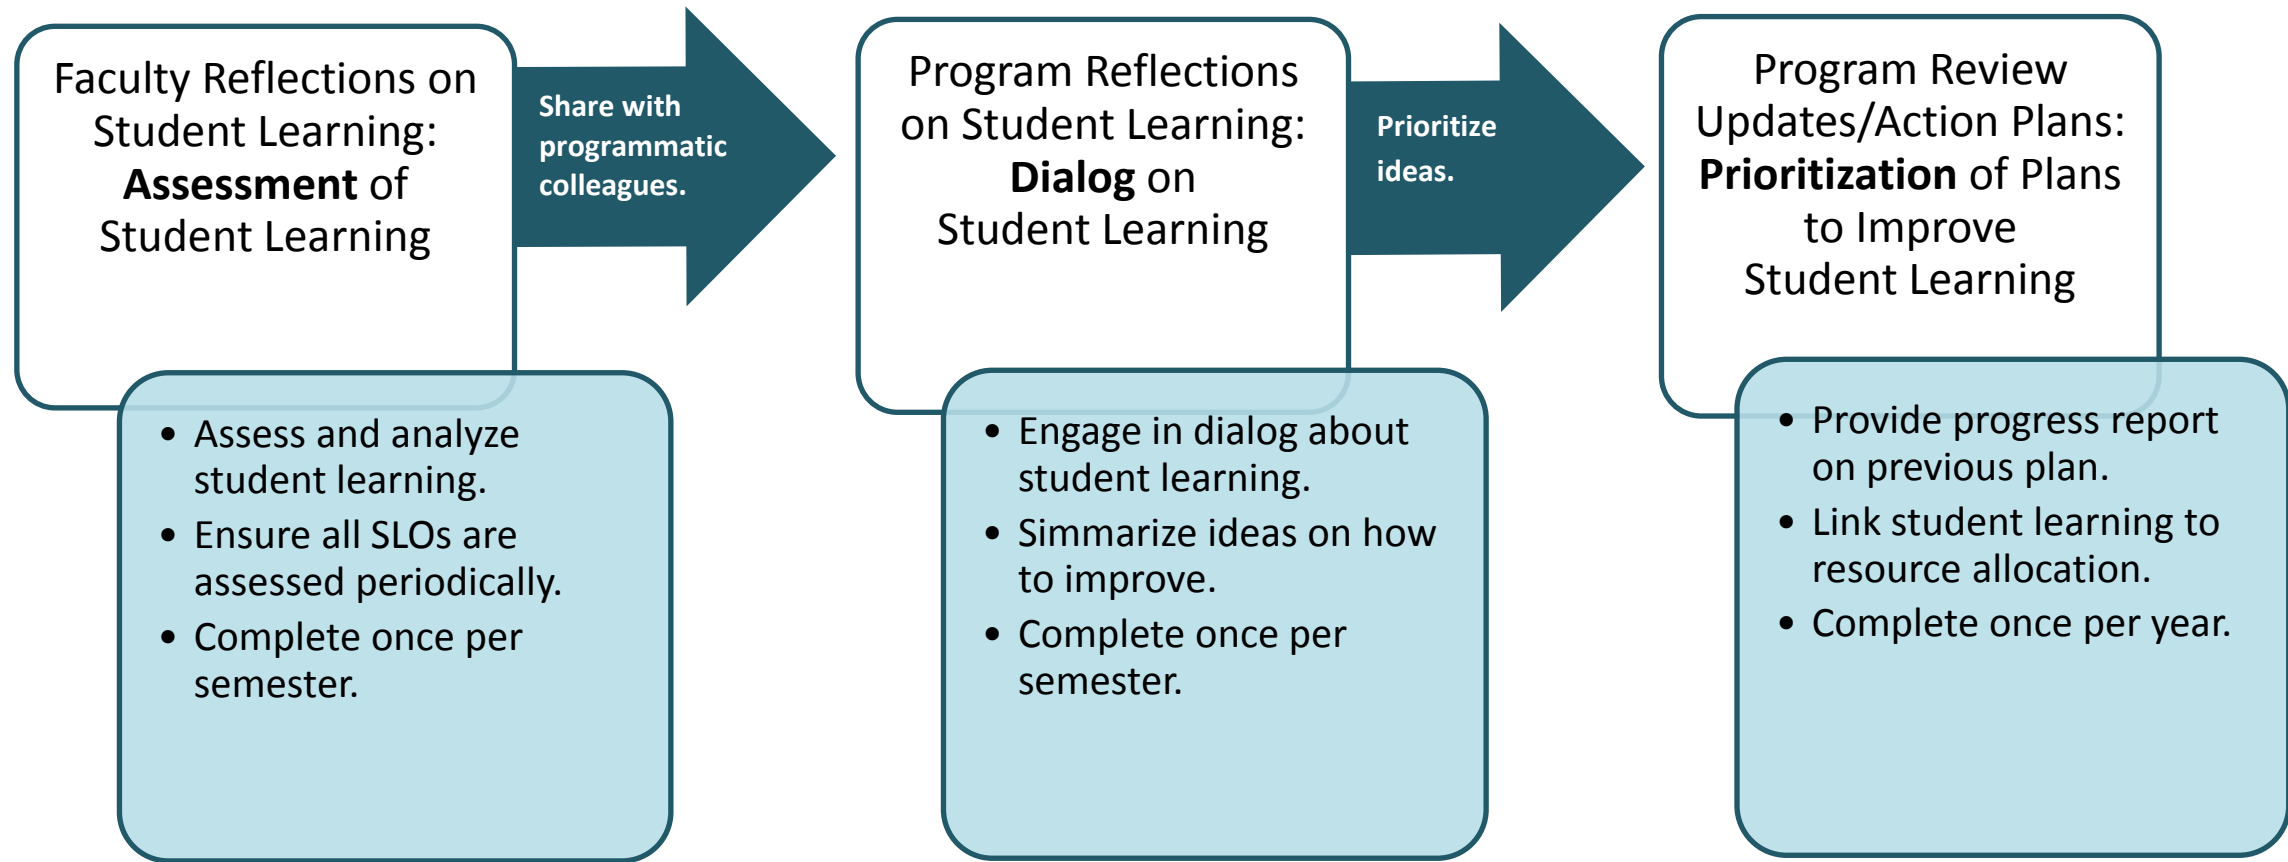 Faculty Reflections on
Student Learning:
Assessment of
Student Learning
• Assess and analyze
student learning.
• Ensure all SLOs are
assessed periodically.
• Complete once per
semester.
Share with
programmatic
colleagues.
Program Reflections
on Student Learning:
Dialog on
Student Learning
• Engage in dialog about
student learning.
• Simmarize ideas on how
to improve.
• Complete once per
semester.
Prioritize
ideas.
Program Review
Updates/Action Plans:
Prioritization of Plans
to Improve
Student Learning
• Provide progress report
on previous plan.
• Link student learning to
resource allocation.
• Complete once per year.